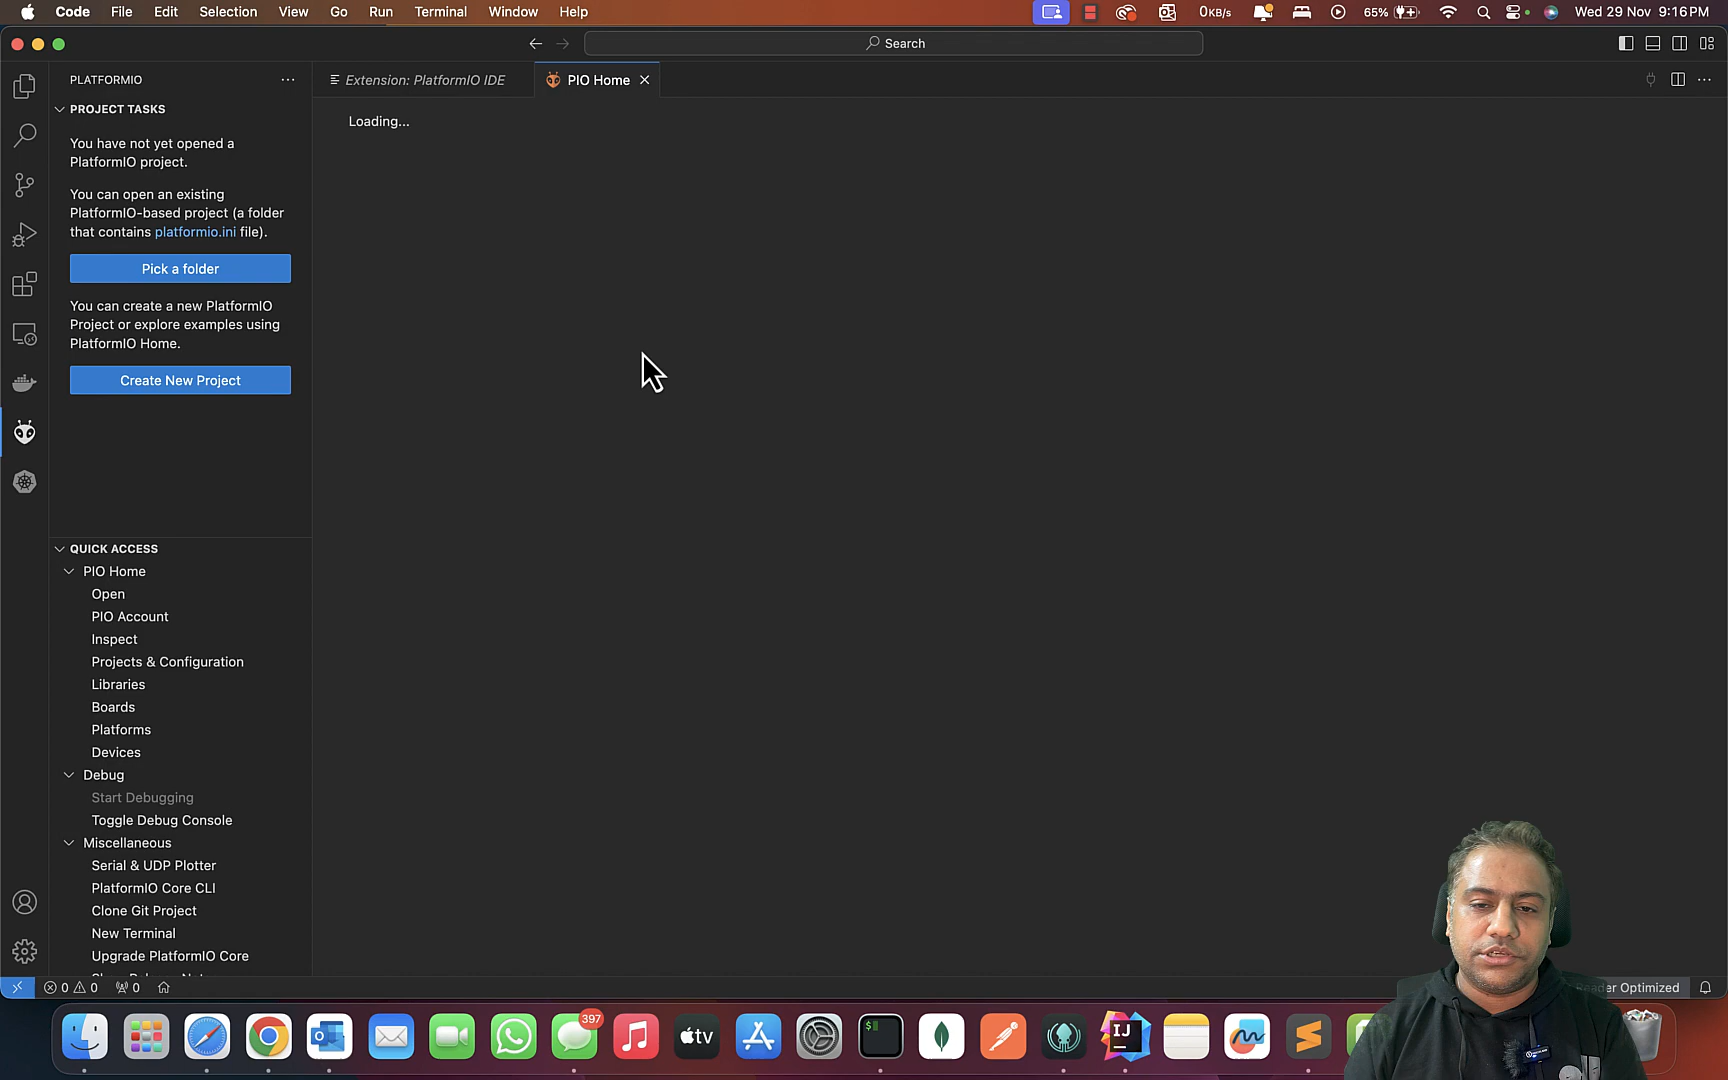 Code File Edit Selection View Go Run Terminal Window Help
0KB/s 65% Wed 29 Nov 9:16PM
Search
PLATFORMIO
Extension: PlatformIO IDE
PIO Home
PROJECT TASKS
Loading...
You have not yet opened a
PlatformIO project.
You can open an existing
PlatformIO-based project (a folder
that contains platformio.ini file).
Pick a folder
You can create a new PlatformIO
Project or explore examples using
PlatformIO Home.
Create New Project
QUICK ACCESS
PIO Home
Open
PIO Account
Inspect
Projects & Configuration
Libraries
Boards
Platforms
Devices
Debug
Start Debugging
Toggle Debug Console
Miscellaneous
Serial & UDP Plotter
PlatformIO Core CLI
Clone Git Project
New Terminal
Upgrade PlatformIO Core
0 0 0
Optimized
397
tv
$
IJ